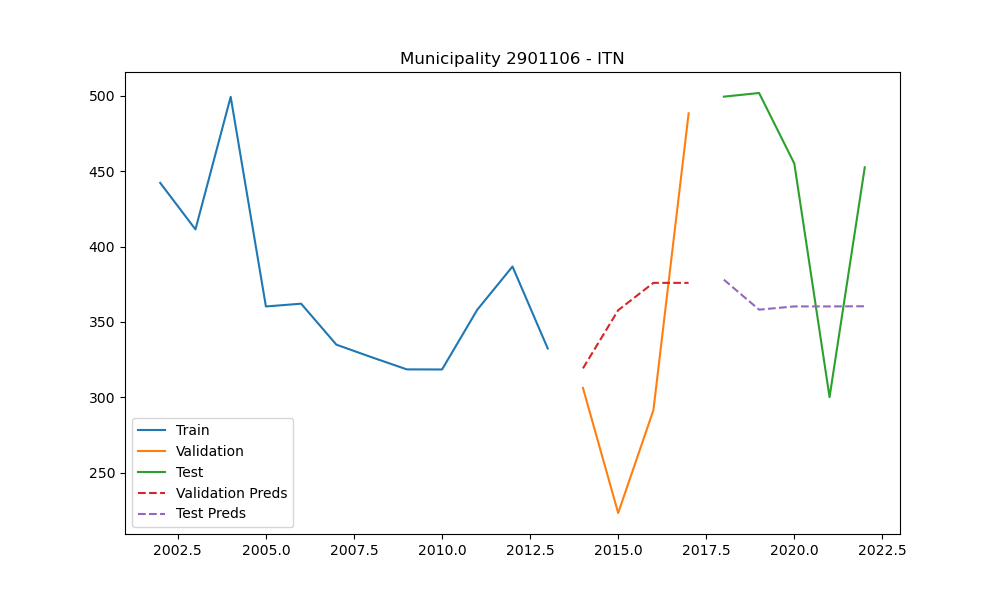 Municipality 2901106 - ITN
500
450
400
350
300
250
Train
Validation
Test
Validation Preds
Test Preds
2002.5 2005.0 2007.5 2010.0 2012.5 2015.0 2017.5 2020.0 2022.5